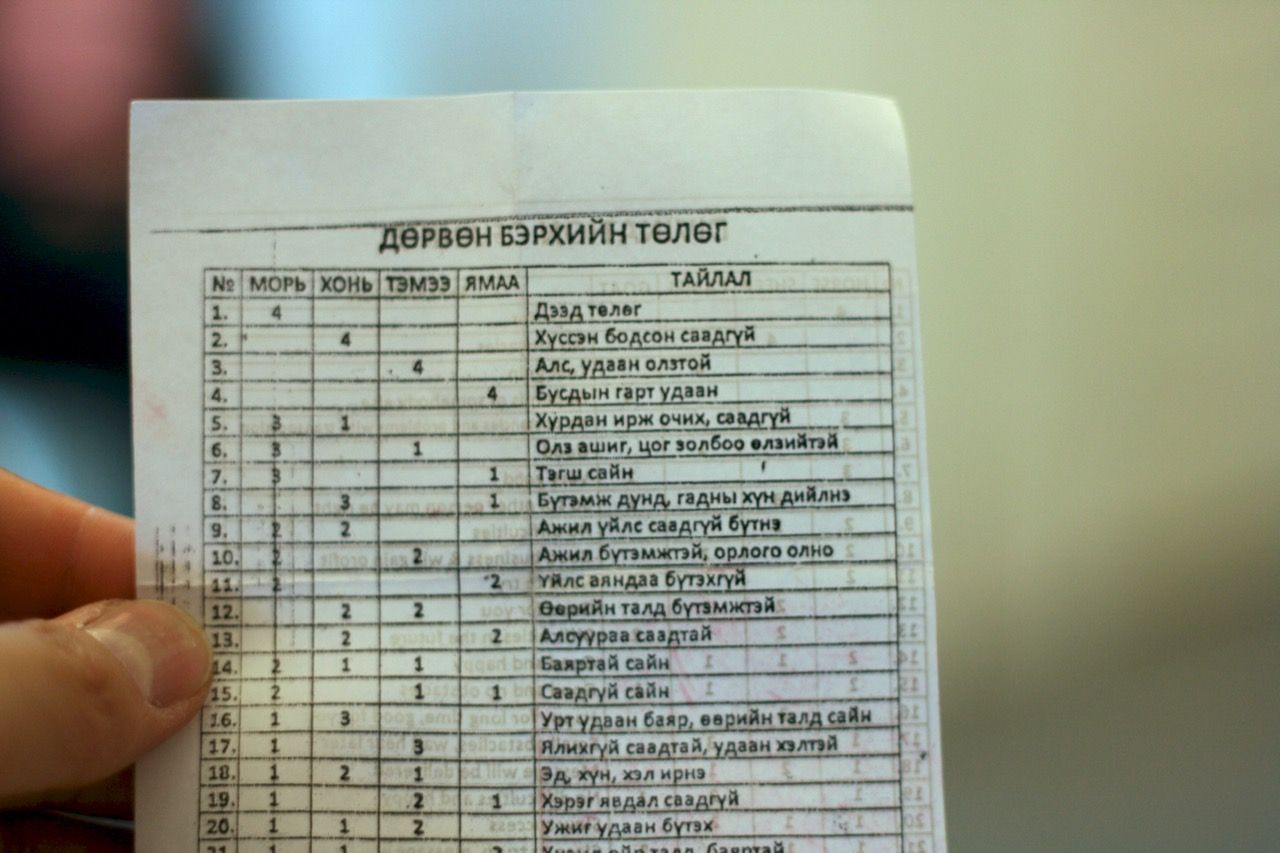 ДӨРВӨН БЭРХИЙН ТӨЛӨГ
№ МОРЬ ХОНЬ ТЭМЭЭ ЯМАА ТАЙЛАЛ
1. 4 Дээд төлөг
2. 4 Хүссэн бодсон саадгүй
3. 4 Алс, удаан олзтой
4. 4 Бусдын гарт удаан
5. 3 1 Хурдан ирж очих, саадгүй
6. 3 1 Олз ашиг, цог золбоо өлзийтэй
7. 3 1 Тэгш сайн
8. 3 1 Бүтэмж дунд, гадны хүн дийлнэ
9. 2 2 Ажил үйлс саадгүй бүтнэ
10. 2 2 Ажил бүтэмжтэй, орлого олно
11. 2 2 Үйлс аяндаа бүтэхгүй
12. 2 2 Өөрийн талд бүтэмжтэй
13. 2 2 Алсуураа саадтай
14. 2 1 1 Баяртай сайн
15. 2 1 1 Саадгүй сайн
16. 1 3 Урт удаан баяр, өөрийн талд сайн
17. 1 3 Ялихгүй саадтай, удаан хэлтэй
18. 1 2 1 Эд, хүн, хэл ирнэ
19. 1 2 1 Хэрэг явдал саадгүй
20. 1 1 2 Ужиг удаан бүтэх
21. 1 1 2 талд, баяртай